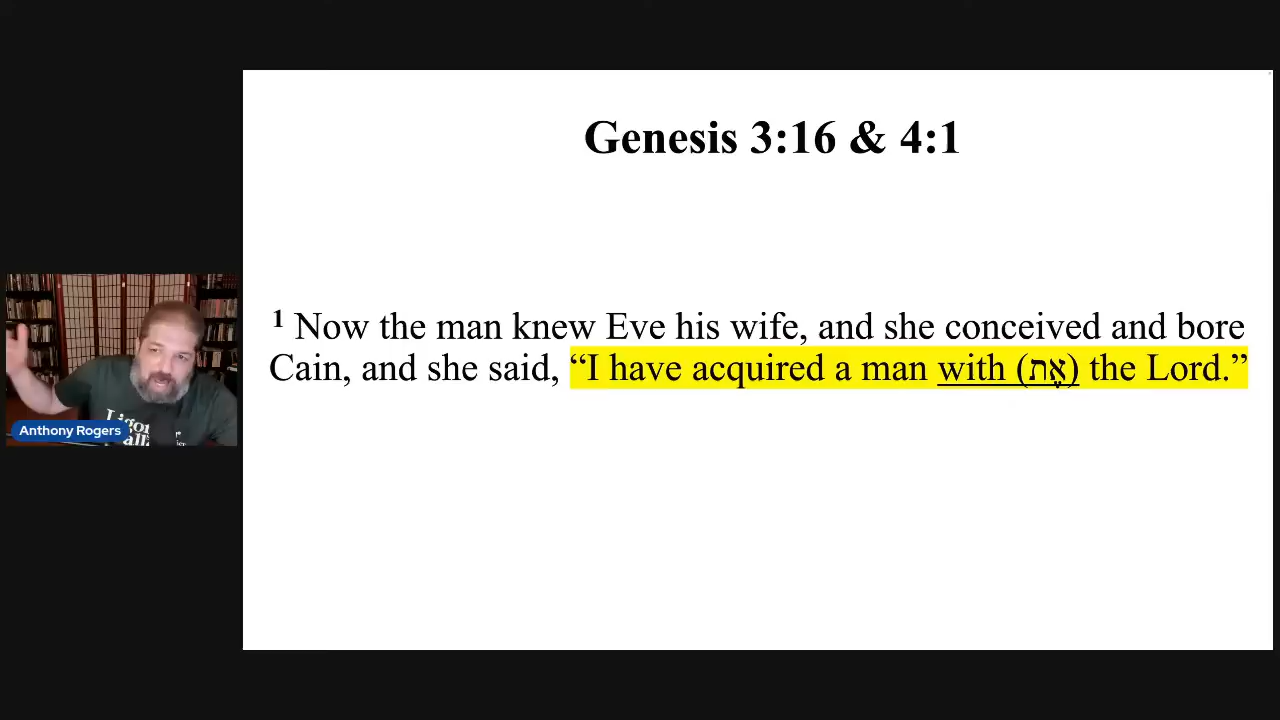 Genesis 3:16 & 4:1
1 Now the man knew Eve his wife, and she conceived and bore
Cain, and she said, “I have acquired a man with (אֶת) the Lord.”
Anthony Rogers